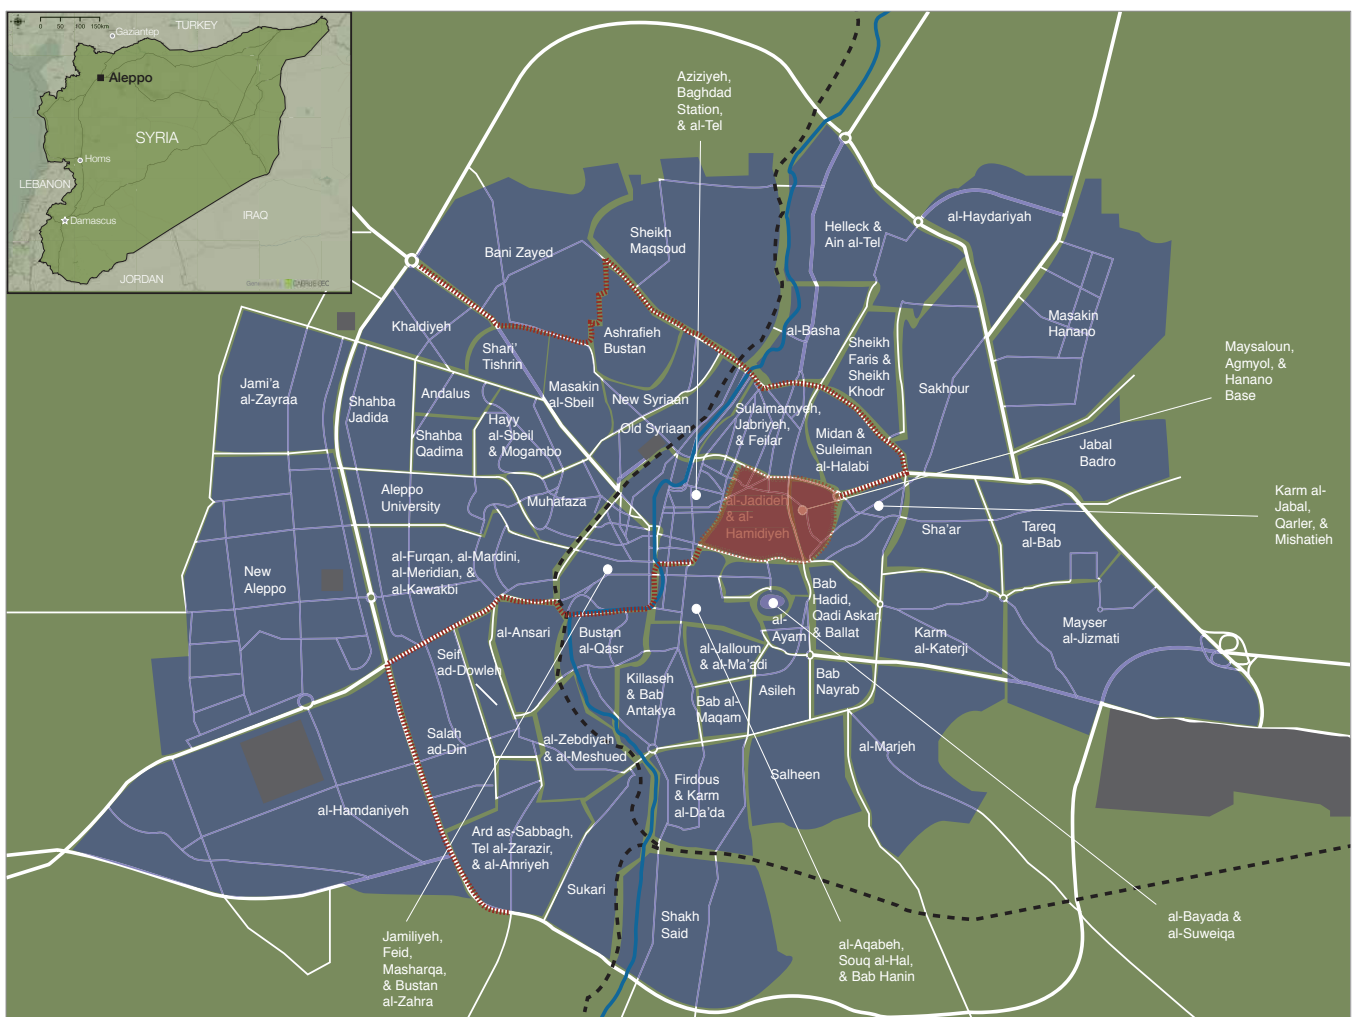 0 50 100 150km
TURKEY
Gaziantep
Aleppo
SYRIA
Homs
LEBANON
Damascus
IRAQ
JORDAN
Aziziyeh,
Baghdad
Station,
& al-Tel
Bani Zayed
Sheikh
Maqsoud
Helleck &
Ain al-Tel
al-Haydariyah
Khaldiyeh
Shari'
Tishrin
Ashrafieh
Bustan
al-Basha
Masakin
Hanano
Sheikh
Faris &
Sheikh
Khodr
Sakhour
Maysaloun,
Agmyol, &
Hanano
Base
Jami'a
al-Zayraa
Shahba
Jadida
Andalus
Masakin
al-Sbeil
New Syriaan
Old Syriaan
Sulaimamyeh,
Jabriyeh,
& Feilar
Midan &
Suleiman
al-Halabi
Shahba
Qadima
Hayy
al-Sbeil
& Mogambo
Jabal
Badro
Aleppo
University
Muhafaza
al-Jadideh
& al-
Hamidiyeh
Sha'ar
Tareq
al-Bab
Karm al-
Jabal,
Qarler, &
Mishatieh
New
Aleppo
al-Furqan, al-Mardini,
al-Meridian, &
al-Kawakbi
Bab
Hadid,
Qadi Askar
& Ballat
al-
Ayam
al-Ansari
Bustan
al-Qasr
Karm
al-Katerji
Mayser
al-Jizmati
Seif
ad-Dowleh
al-Jalloum
& al-Ma'adi
Killaseh
& Bab
Antakya
Bab al-
Maqam
Asileh
Bab
Nayrab
Salah
ad-Din
al-Zebdiyah
& al-Meshued
al-Marjeh
Firdous
& Karm
al-Da'da
Salheen
al-Hamdaniyeh
Ard as-Sabbagh,
Tel al-Zarazir,
& al-Amriyeh
Sukari
Shakh
Said
Jamiliyeh,
Feid,
Masharqa,
& Bustan
al-Zahra
al-Aqabeh,
Souq al-Hal,
& Bab Hanin
al-Bayada &
al-Suweiqa